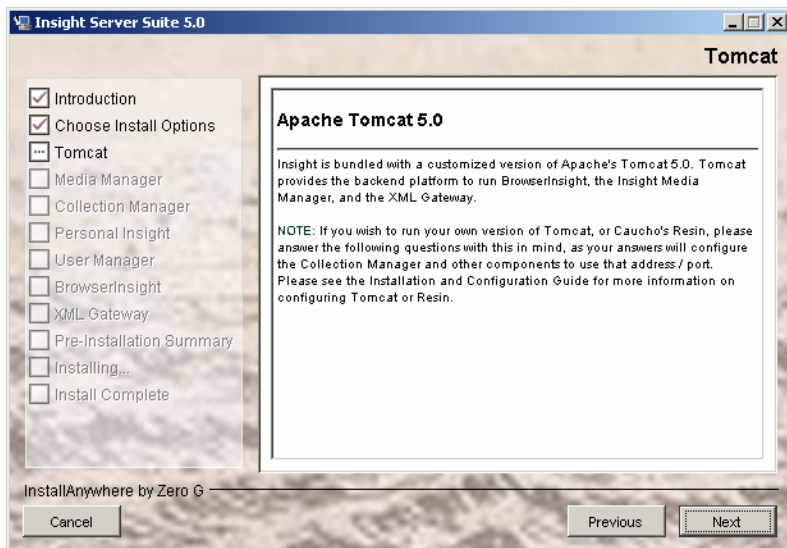 Insight Server Suite 5.0
Tomcat
Introduction
Choose Install Options
Tomcat
Media Manager
Collection Manager
Personal Insight
User Manager
BrowserInsight
XML Gateway
Pre-Installation Summary
Installing...
Install Complete
Apache Tomcat 5.0
Insight is bundled with a customized version of Apache's Tomcat 5.0. Tomcat
provides the backend platform to run BrowserInsight, the Insight Media
Manager, and the XML Gateway.
NOTE: If you wish to run your own version of Tomcat, or Caucho's Resin, please
answer the following questions with this in mind, as your answers will configure
the Collection Manager and other components to use that address / port.
Please see the Installation and Configuration Guide for more information on
configuring Tomcat or Resin.
InstallAnywhere by Zero G
Cancel
Previous
Next